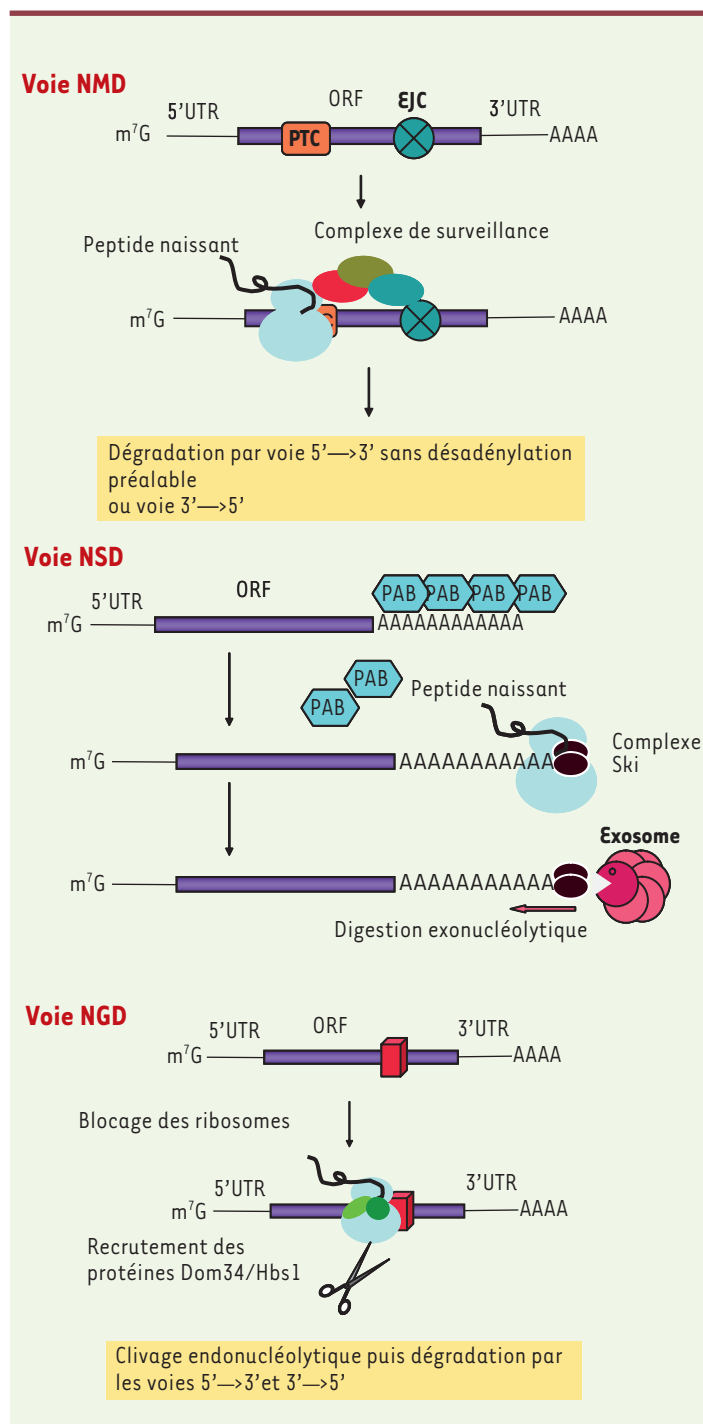 Voie NMD
5'UTR ORF EJC 3'UTR
m⁷G PTC AAAA
Peptide naissant Complexe de surveillance
m⁷G C AAAA
Dégradation par voie 5'—>3' sans désadénylation
préalable
ou voie 3'—>5'
Voie NSD
5'UTR ORF PAB PAB PAB PAB
m⁷G AAAAAAAAAAAA
PAB
PAB
Peptide naissant
m⁷G AAAAAAAAAAA
Complexe
Ski
Exosome
m⁷G AAAAAAAAAAA
Digestion exonucléolytique
Voie NGD
5'UTR ORF 3'UTR
m⁷G AAAA
Blocage des ribosomes
5'UTR 3'UTR
m⁷G AAAA
Recrutement des
protéines Dom34/Hbs1
Clivage endonucléolytique puis dégradation par
les voies 5'—>3'et 3'—>5'